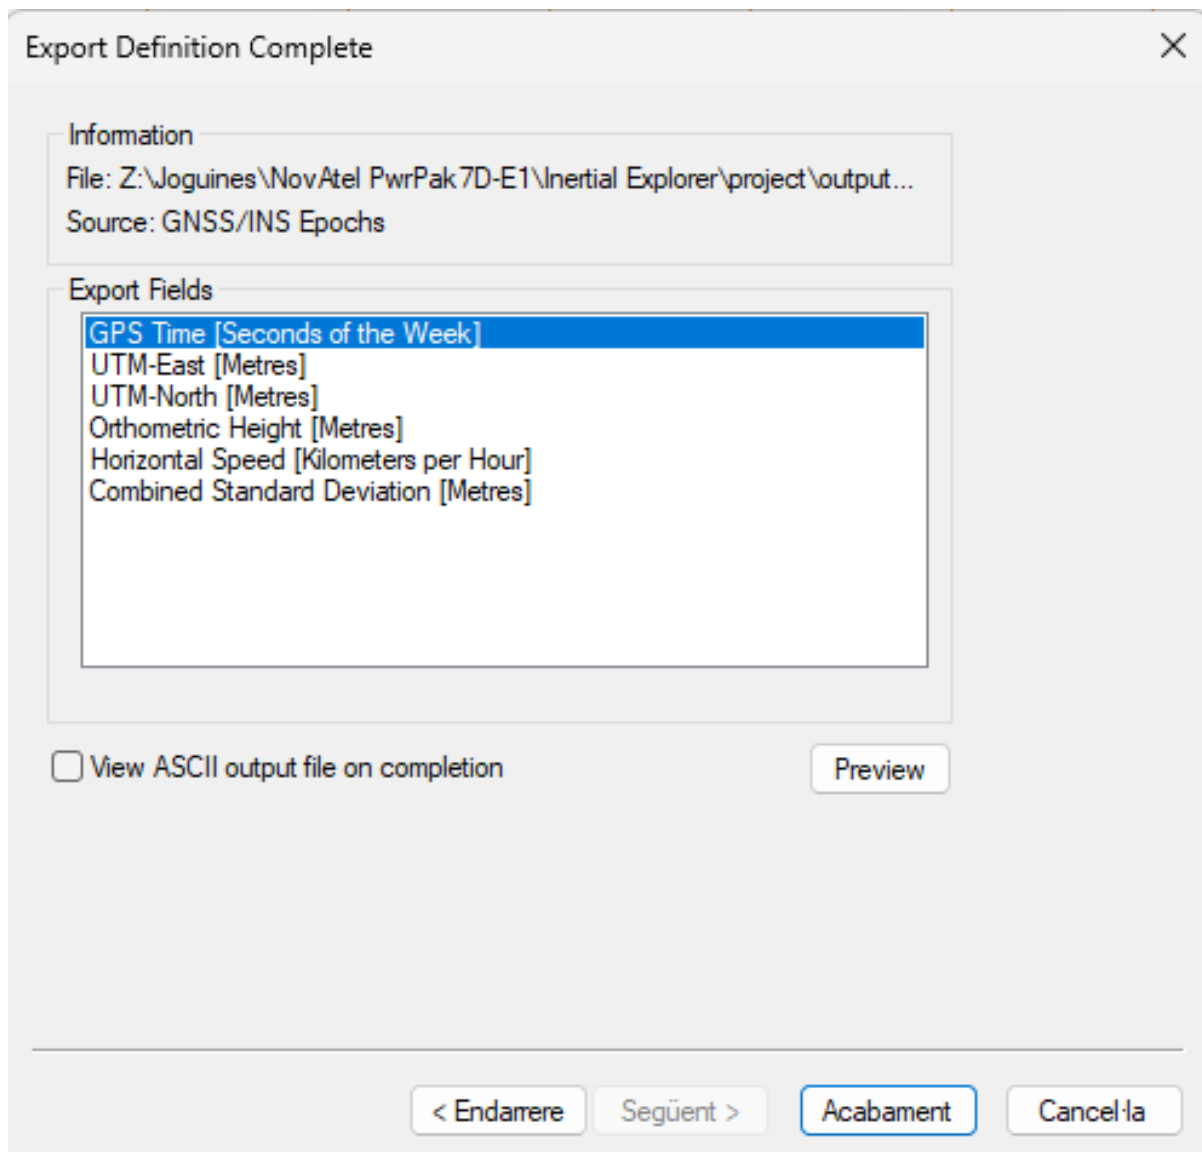 Export Definition Complete
Information
File: Z:\Joguines\NovAtel PwrPak7D-E1\Inertial Explorer\project\output...
Source: GNSS/INS Epochs
Export Fields
GPS Time [Seconds of the Week]
UTM-East [Metres]
UTM-North [Metres]
Orthometric Height [Metres]
Horizontal Speed [Kilometers per Hour]
Combined Standard Deviation [Metres]
View ASCII output file on completion
Preview
< Endarrere
Següent >
Acabament
Cancel·la